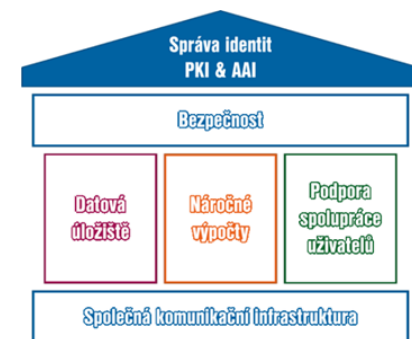 Správa identit
PKI & AAI
Bezpečnost
Datová
úložiště
Náročné
výpočty
Podpora
spolupráce
uživatelů
Společná komunikační infrastruktura